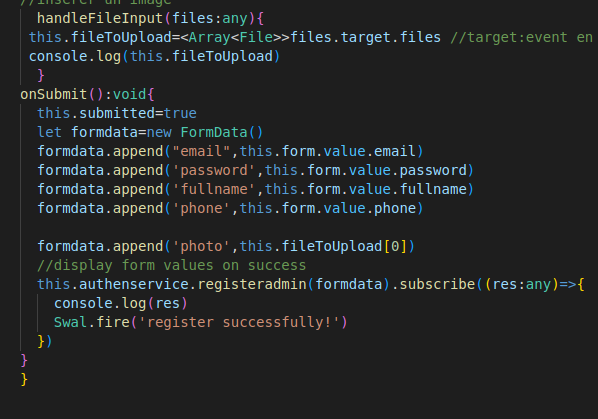 //inserer un image
handleFileInput(files:any){
this.fileToUpload=<Array<File>>files.target.files //target:event en
console.log(this.fileToUpload)
}
onSubmit():void{
this.submitted=true
let formdata=new FormData()
formdata.append("email",this.form.value.email)
formdata.append('password',this.form.value.password)
formdata.append('fullname',this.form.value.fullname)
formdata.append('phone',this.form.value.phone)
formdata.append('photo',this.fileToUpload[0])
//display form values on success
this.authenservice.registeradmin(formdata).subscribe((res:any)=>{
console.log(res)
Swal.fire('register successfully!')
})
}
}